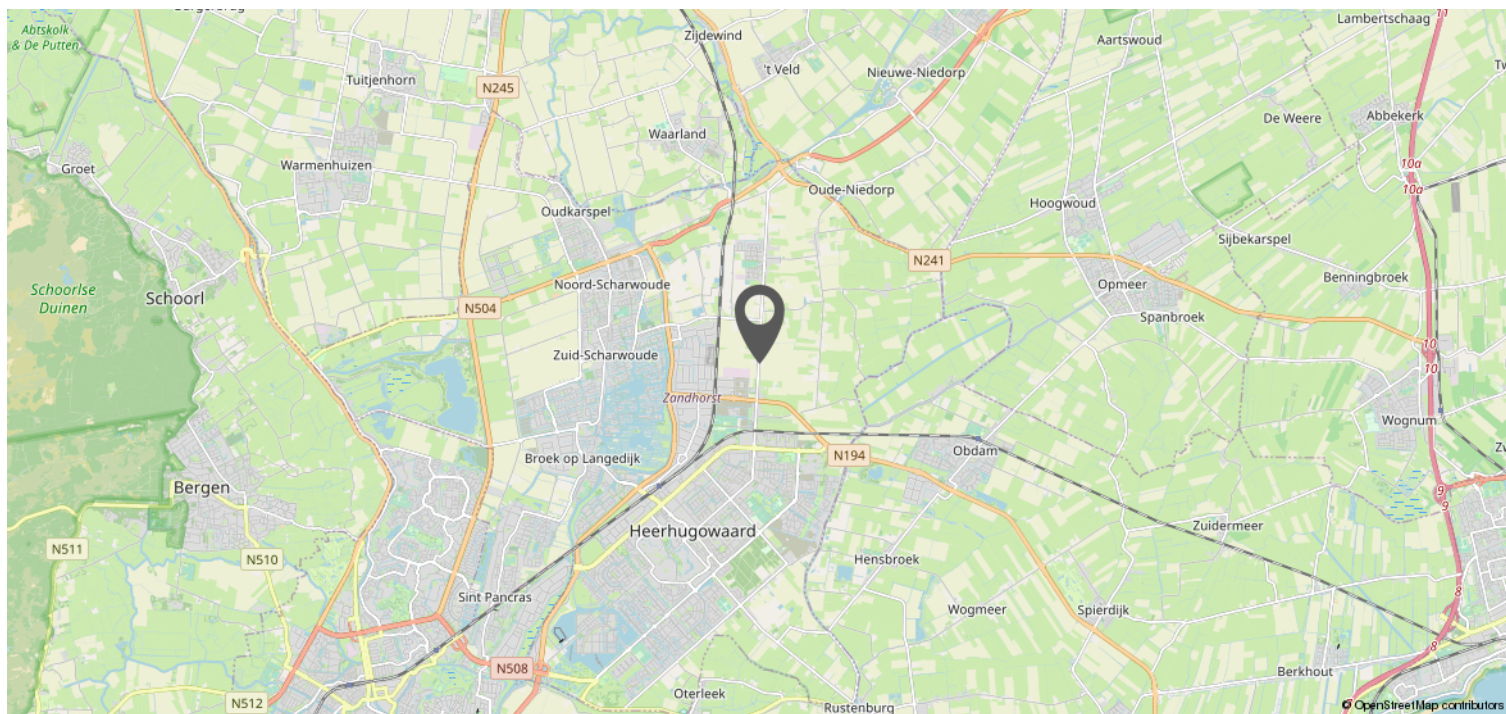 Abtskolk
& De Putten
Zijdewind
Lambertschaag
11
Aartswoud
't Veld
Nieuwe-Niedorp
Tuitjenhorn
N245
Abbekerk
De Weere
Waarland
Groet
Warmenhuizen
10a
10a
Oude-Niedorp
Hoogwoud
Oudkarspel
Sijbekarspel
N241
Benningbroek
Schoorlse
Duinen
Schoorl
Noord-Scharwoude
Opmeer
N504
Spanbroek
10
10
Zuid-Scharwoude
Zandhorst
Wognum
Broek op Langedijk
N194
Obdam
Bergen
9
9
Zuidermeer
Heerhugowaard
N511
N510
Hensbroek
Sint Pancras
Wogmeer
Spierdijk
8
8
N508
Berkhout
Oterleek
N512
Rustenburg
© OpenStreetMap contributors